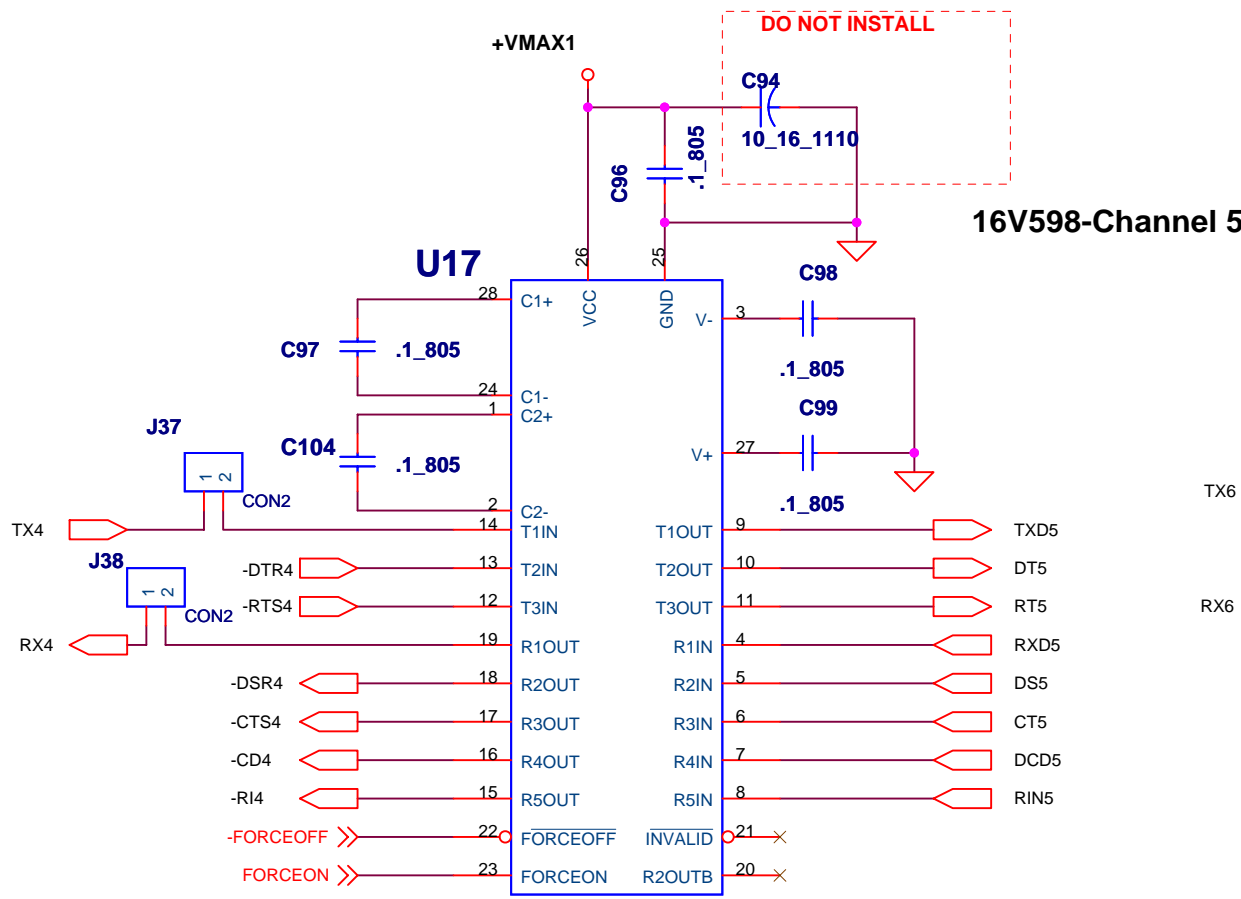 DO NOT INSTALL
+VMAX1
C94
10_16_1110
C96
.1_805
16V598-Channel 5
U17
26
25
VCC
GND
28
C1+
C97
.1_805
24
C1-
1
C2+
C104
.1_805
2
C2-
C98
3
V-
.1_805
C99
27
V+
.1_805
J37
1
2
CON2
TX4
14
T1IN
T1OUT
9
TXD5
TX6
J38
1
2
CON2
-DTR4
13
T2IN
T2OUT
10
DT5
-RTS4
12
T3IN
T3OUT
11
RT5
RX6
RX4
19
R1OUT
R1IN
4
RXD5
-DSR4
18
R2OUT
R2IN
5
DS5
-CTS4
17
R3OUT
R3IN
6
CT5
-CD4
16
R4OUT
R4IN
7
DCD5
-RI4
15
R5OUT
R5IN
8
RIN5
-FORCEOFF
22
FORCEOFF
INVALID
21
FORCEON
23
FORCEON
R2OUTB
20